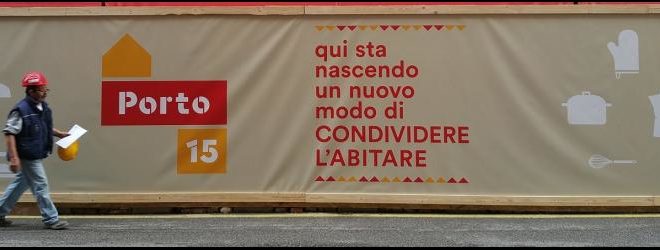 Porto
15
qui sta
nascendo
un nuovo
modo di
CONDIVIDERE
L'ABITARE